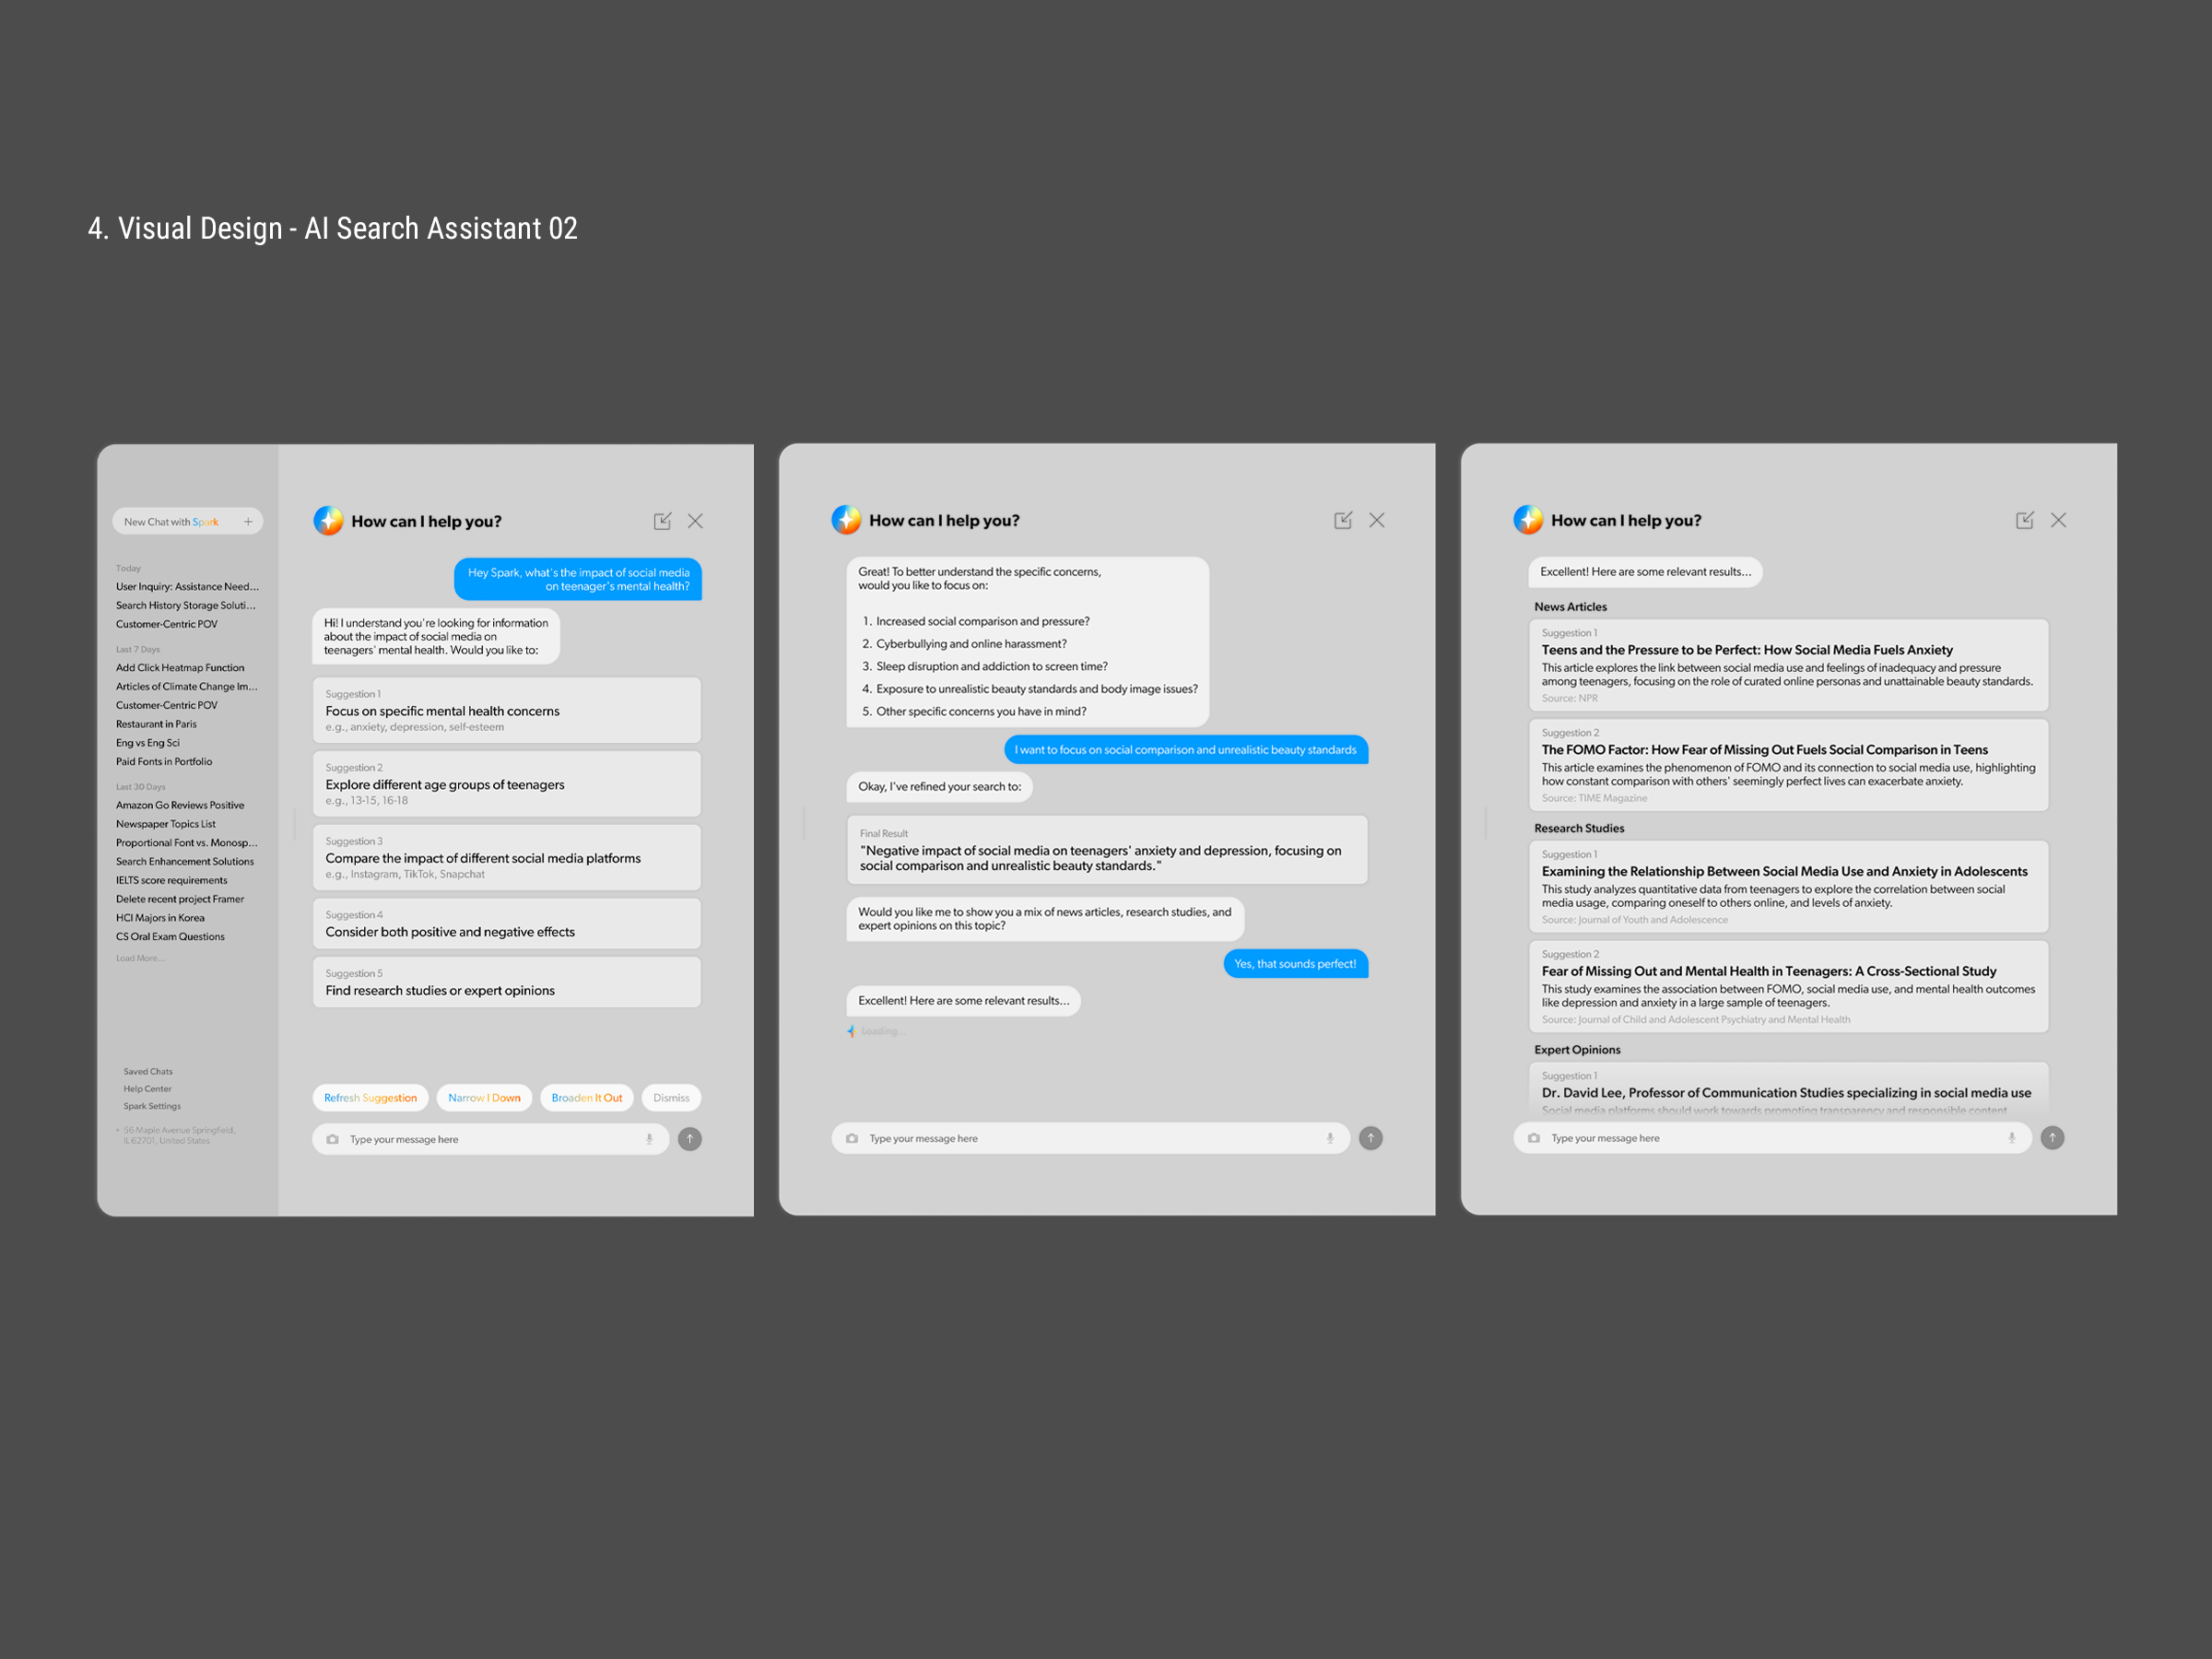 4. Visual Design - AI Search Assistant 02
New Chat with Spark +
Today
User Inquiry: Assistance Need...
Search History Storage Soluti...
Customer-Centric POV
Last 7 Days
Add Click Heatmap Function
Articles of Climate Change Im...
Customer-Centric POV
Restaurant in Paris
Eng vs Eng Sci
Paid Fonts in Portfolio
Last 30 Days
Amazon Go Reviews Positive
Newspaper Topics List
Proportional Font vs. Monosp...
Search Enhancement Solutions
IELTS score requirements
Delete recent project Framer
HCI Majors in Korea
CS Oral Exam Questions
Load More...
Saved Chats
Help Center
Spark Settings
• 56 Maple Avenue Springfield,
IL 62701, United States
How can I help you?
Hey Spark, what's the impact of social media
on teenager's mental health?
Hi! I understand you're looking for information
about the impact of social media on
teenagers' mental health. Would you like to:
Suggestion 1
Focus on specific mental health concerns
e.g., anxiety, depression, self-esteem
Suggestion 2
Explore different age groups of teenagers
e.g., 13-15, 16-18
Suggestion 3
Compare the impact of different social media platforms
e.g., Instagram, TikTok, Snapchat
Suggestion 4
Consider both positive and negative effects
Suggestion 5
Find research studies or expert opinions
Refresh Suggestion
Narrow I Down
Broaden It Out
Dismiss
Type your message here
How can I help you?
Great! To better understand the specific concerns,
would you like to focus on:
1. Increased social comparison and pressure?
2. Cyberbullying and online harassment?
3. Sleep disruption and addiction to screen time?
4. Exposure to unrealistic beauty standards and body image issues?
5. Other specific concerns you have in mind?
I want to focus on social comparison and unrealistic beauty standards
Okay, I've refined your search to:
Final Result
"Negative impact of social media on teenagers' anxiety and depression, focusing on
social comparison and unrealistic beauty standards."
Would you like me to show you a mix of news articles, research studies, and
expert opinions on this topic?
Yes, that sounds perfect!
Excellent! Here are some relevant results...
Loading...
Type your message here
How can I help you?
Excellent! Here are some relevant results...
News Articles
Suggestion 1
Teens and the Pressure to be Perfect: How Social Media Fuels Anxiety
This article explores the link between social media use and feelings of inadequacy and pressure
among teenagers, focusing on the role of curated online personas and unattainable beauty standards.
Source: NPR
Suggestion 2
The FOMO Factor: How Fear of Missing Out Fuels Social Comparison in Teens
This article examines the phenomenon of FOMO and its connection to social media use, highlighting
how constant comparison with others' seemingly perfect lives can exacerbate anxiety.
Source: TIME Magazine
Research Studies
Suggestion 1
Examining the Relationship Between Social Media Use and Anxiety in Adolescents
This study analyzes quantitative data from teenagers to explore the correlation between social
media usage, comparing oneself to others online, and levels of anxiety.
Source: Journal of Youth and Adolescence
Suggestion 2
Fear of Missing Out and Mental Health in Teenagers: A Cross-Sectional Study
This study examines the association between FOMO, social media use, and mental health outcomes
like depression and anxiety in a large sample of teenagers.
Source: Journal of Child and Adolescent Psychiatry and Mental Health
Expert Opinions
Suggestion 1
Dr. David Lee, Professor of Communication Studies specializing in social media use
Social media platforms should work towards promoting transparency and responsible content
Type your message here